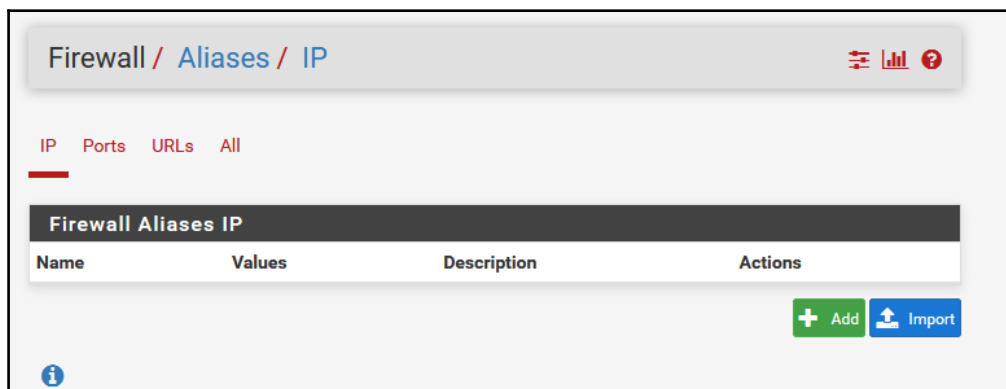 Firewall / Aliases / IP
IP Ports URLs All
Firewall Aliases IP
Name Values Description Actions
Add Import